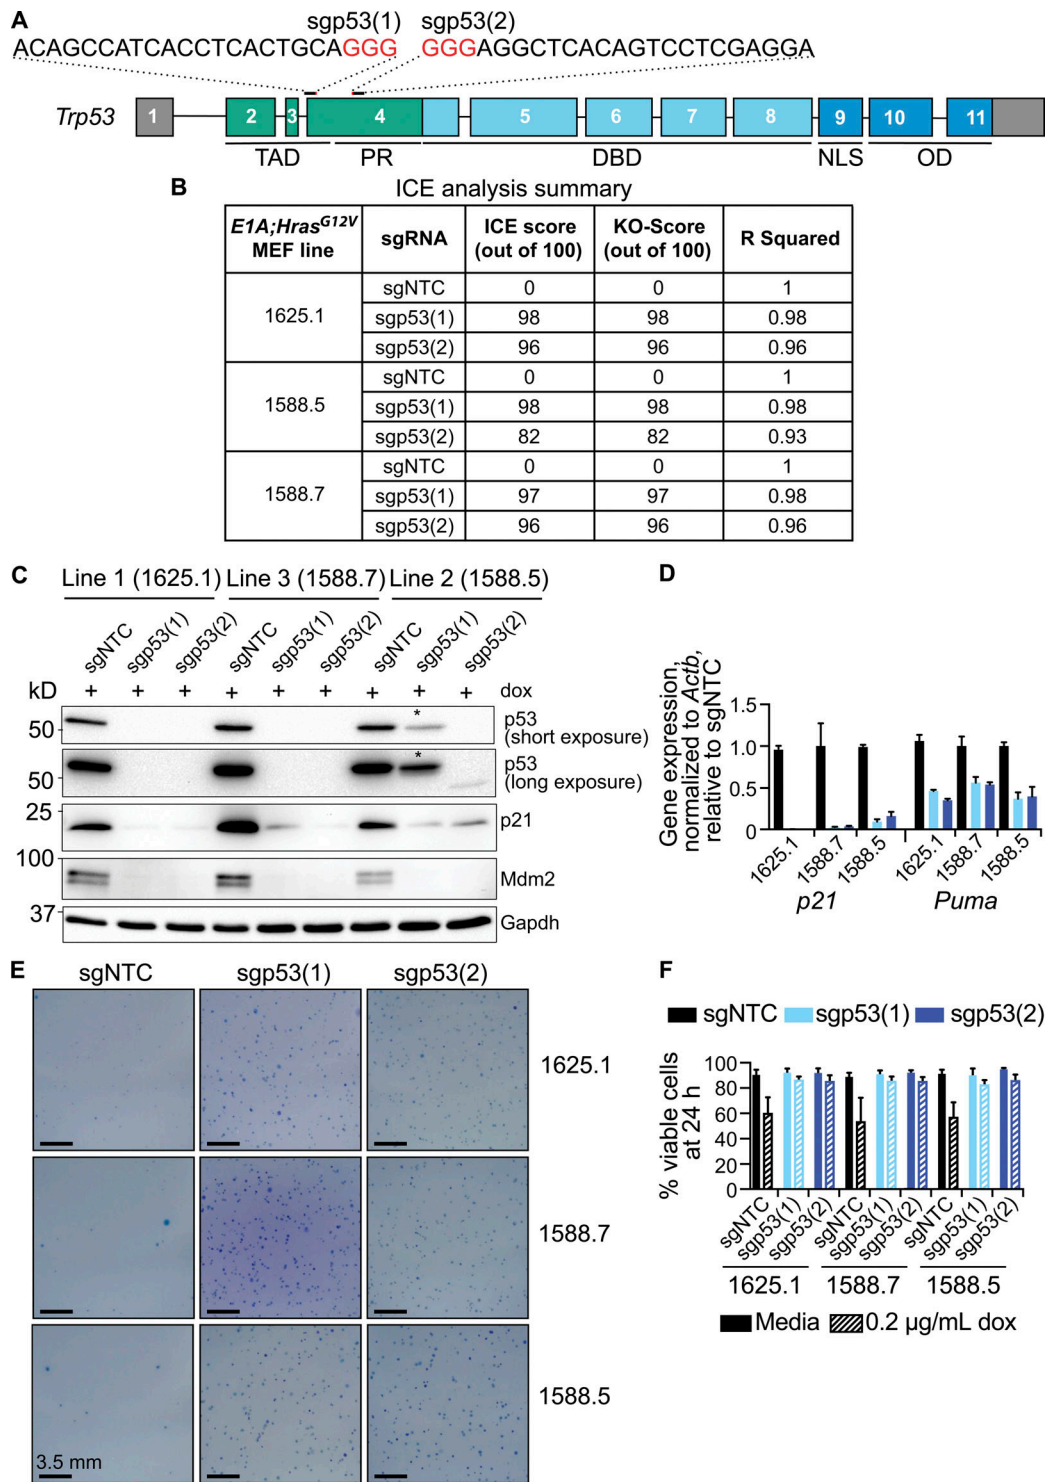 A
sgp53(1) sgp53(2)
ACAGCCATCACCTCACTGCAGGG GGGAGGCTCACAGTCCTCGAGGA
Trp53 1 2 3 4 5 6 7 8 9 10 11
TAD PR DBD NLS OD
B ICE analysis summary
E1A;HrasG12V MEF line sgRNA ICE score (out of 100) KO-Score (out of 100) R Squared
1625.1
sgNTC 0 0 1
sgp53(1) 98 98 0.98
sgp53(2) 96 96 0.96
1588.5
sgNTC 0 0 1
sgp53(1) 98 98 0.98
sgp53(2) 82 82 0.93
1588.7
sgNTC 0 0 1
sgp53(1) 97 97 0.98
sgp53(2) 96 96 0.96
C
Line 1 (1625.1) Line 3 (1588.7) Line 2 (1588.5)
sgNTC sgp53(1) sgp53(2) sgNTC sgp53(1) sgp53(2) sgNTC sgp53(1) sgp53(2)
kD + + + + + + + + + dox
50 * p53
(short exposure)
50 * p53
(long exposure)
25 p21
100 Mdm2
37 Gapdh
D
Gene expression,
normalized to Actb,
relative to sgNTC
1.5
1.0
0.5
0
1625.1 1588.7 1588.5 1625.1 1588.7 1588.5
p21 Puma
E sgNTC sgp53(1) sgp53(2)
1625.1
1588.7
1588.5
3.5 mm
F
sgNTC sgp53(1) sgp53(2)
% viable cells
at 24 h
100
80
60
40
20
0
sgNTC sgp53(1) sgp53(2) sgNTC sgp53(1) sgp53(2) sgNTC sgp53(1) sgp53(2)
1625.1 1588.7 1588.5
Media 0.2 µg/mL dox